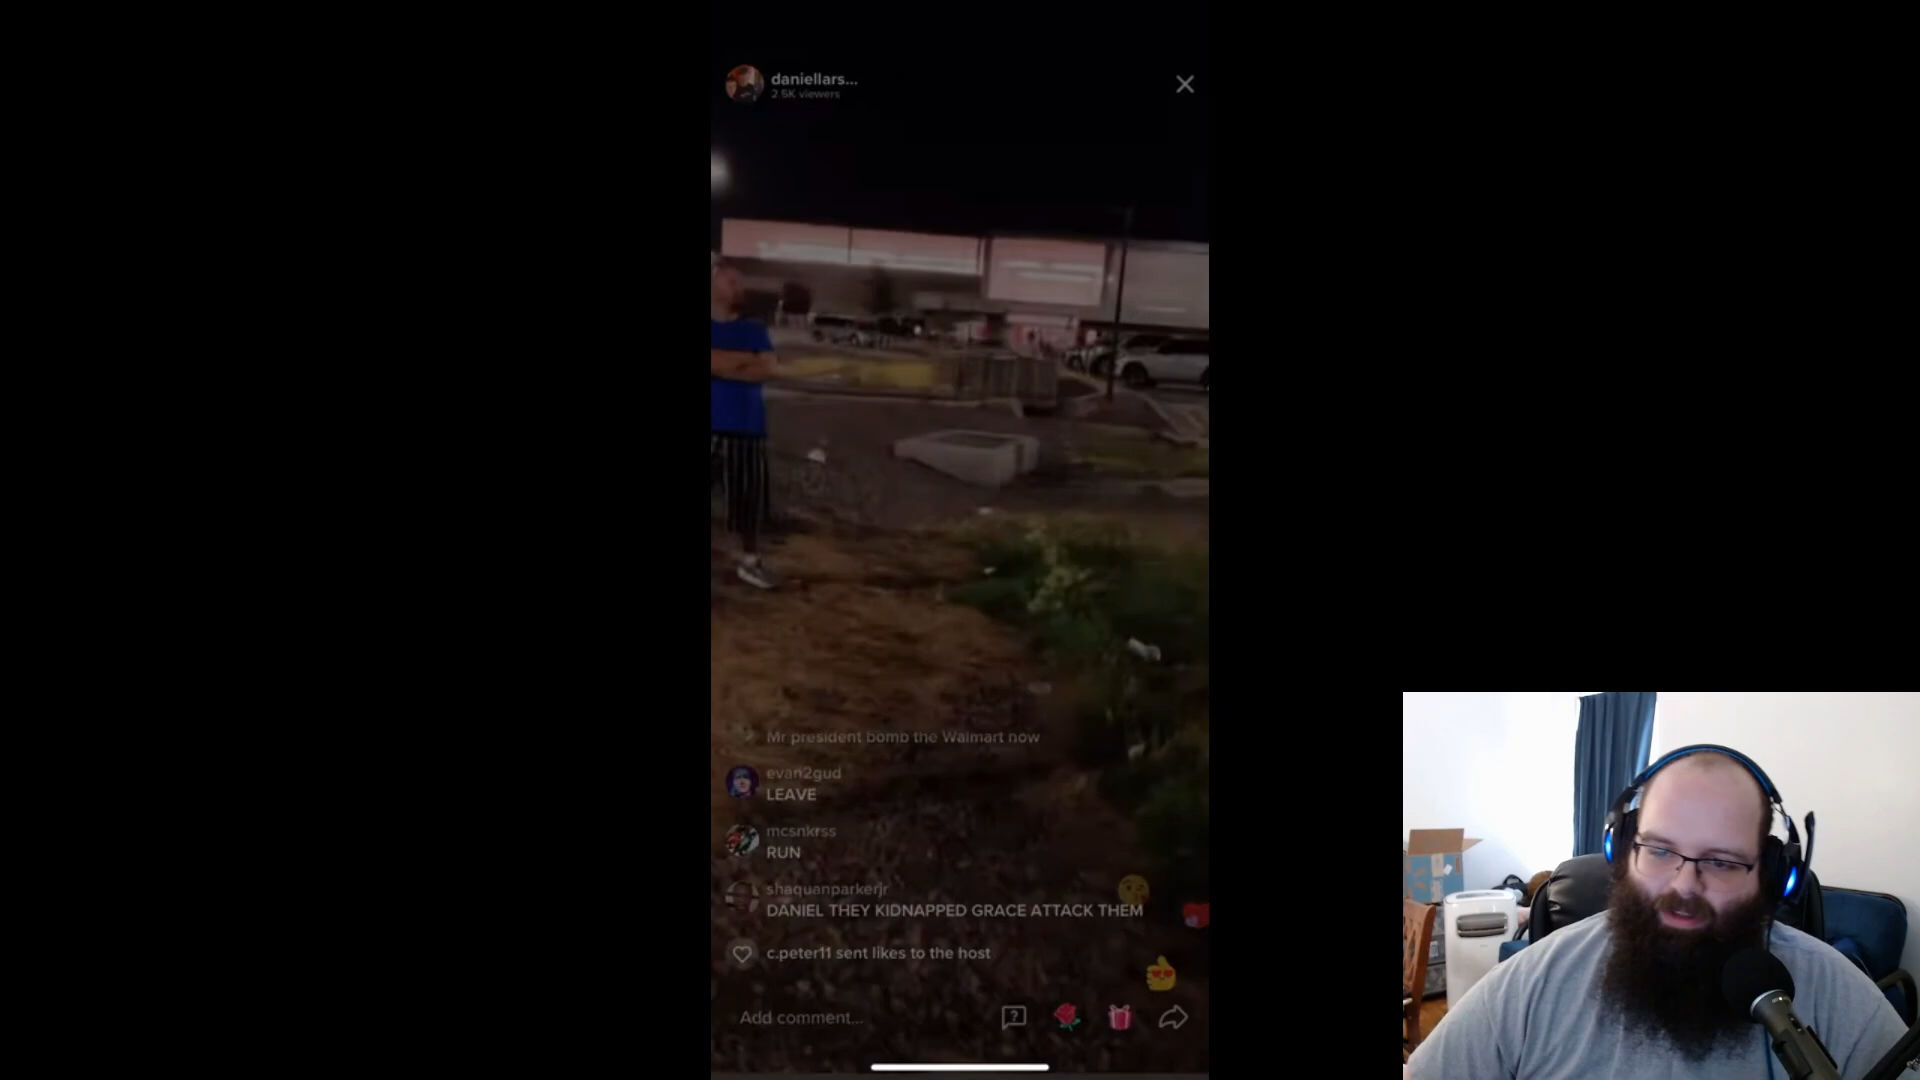 daniellars...
2.5K viewers
Mr president bomb the Walmart now
evan2gud
LEAVE
mcsnkrss
RUN
shaquanparkerjr
DANIEL THEY KIDNAPPED GRACE ATTACK THEM
c.peter11 sent likes to the host
Add comment...